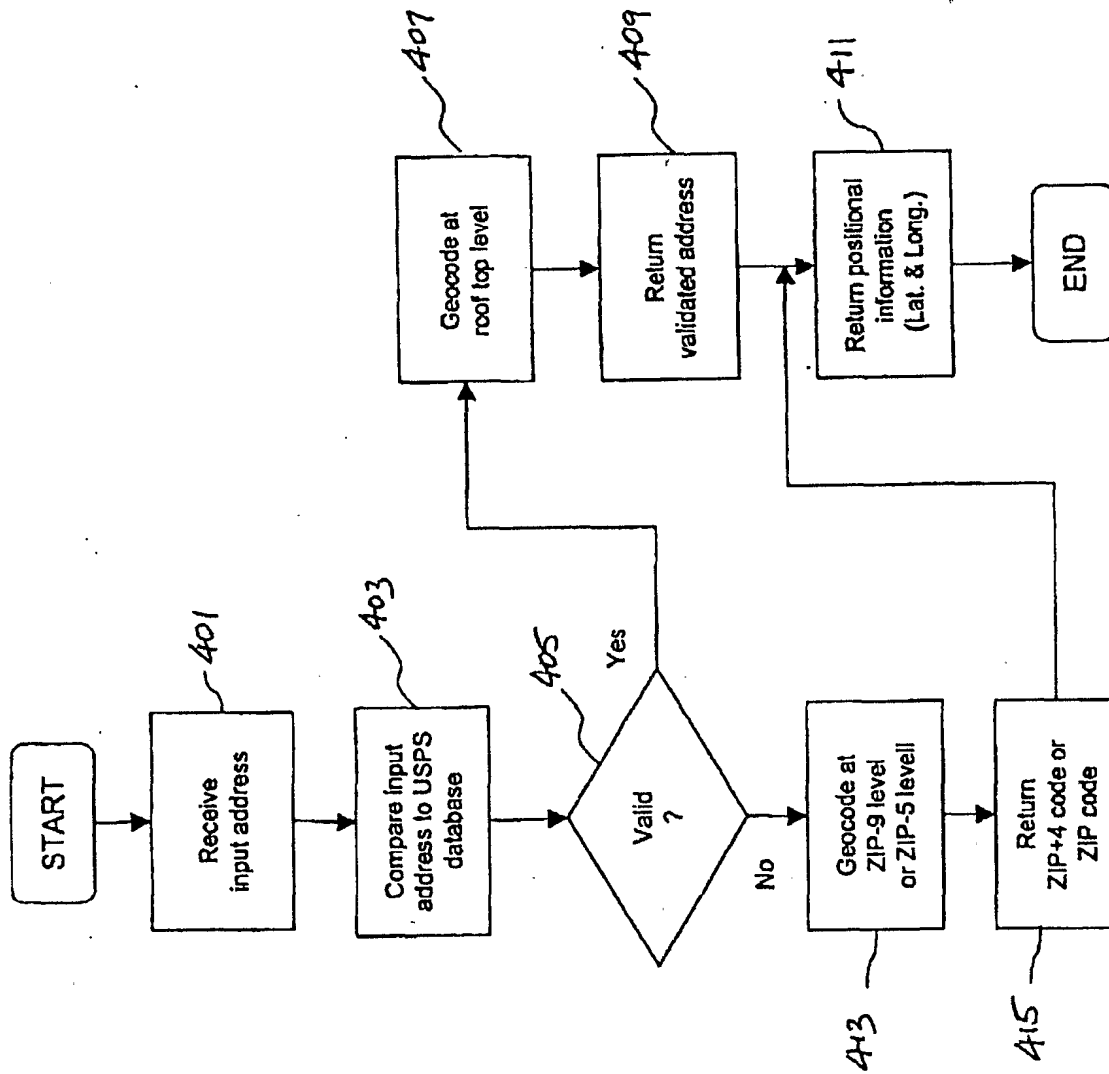 START
401
Receive
input address
403
Compare input
address to USPS
database
405
Valid
?
Yes
No
407
Geocode at
roof top level
409
Return
validated address
411
Return positional
information
(Lat. & Long.)
END
Geocode at
ZIP-9 level
or ZIP-5 levell
413
Return
ZIP+4 code or
ZIP code
415